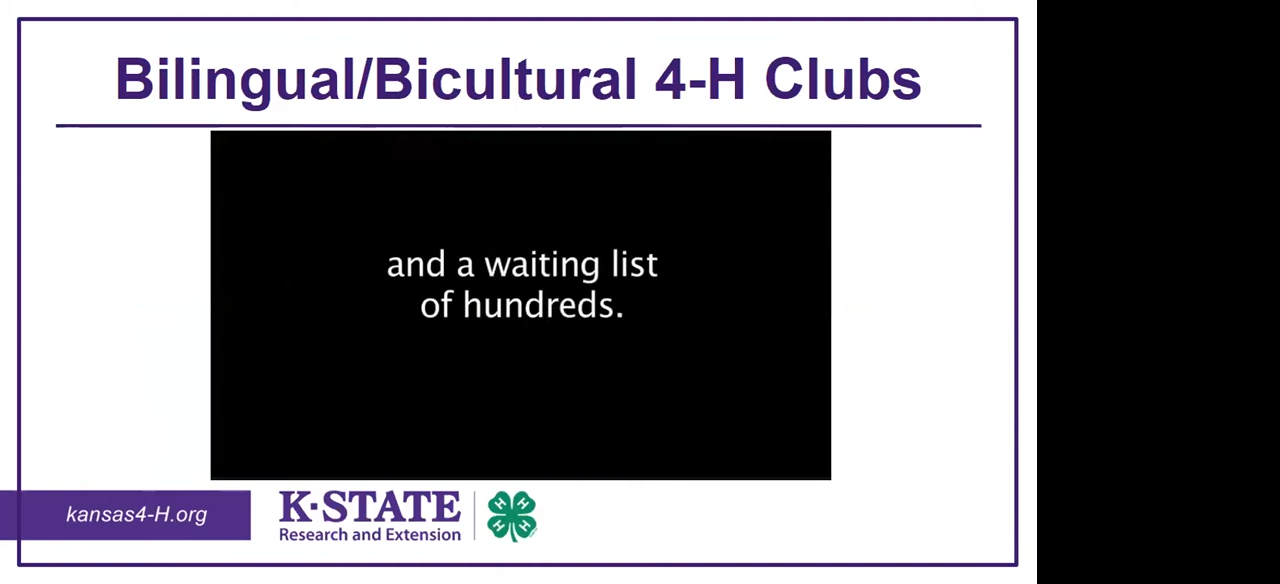 Bilingual/Bicultural 4-H Clubs
and a waiting list
of hundreds.
kansas4-H.org
K-STATE
Research and Extension
H H
H H